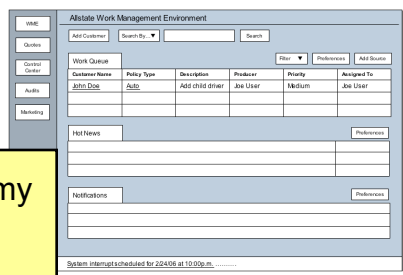 WME
Quotes
Control
Center
Audits
Marketing
Allstate Work Management Environment
Add Customer
Search By...▼
Search
Work Queue
Filter ▼
Preferences
Add Source
Customer Name Policy Type Description Producer Priority Assigned To
John Doe Auto Add child driver Joe User Medium Joe User
Hot News
Preferences
my
Notifications
Preferences
System interrupt scheduled for 2/24/06 at 10:00p.m. ..........